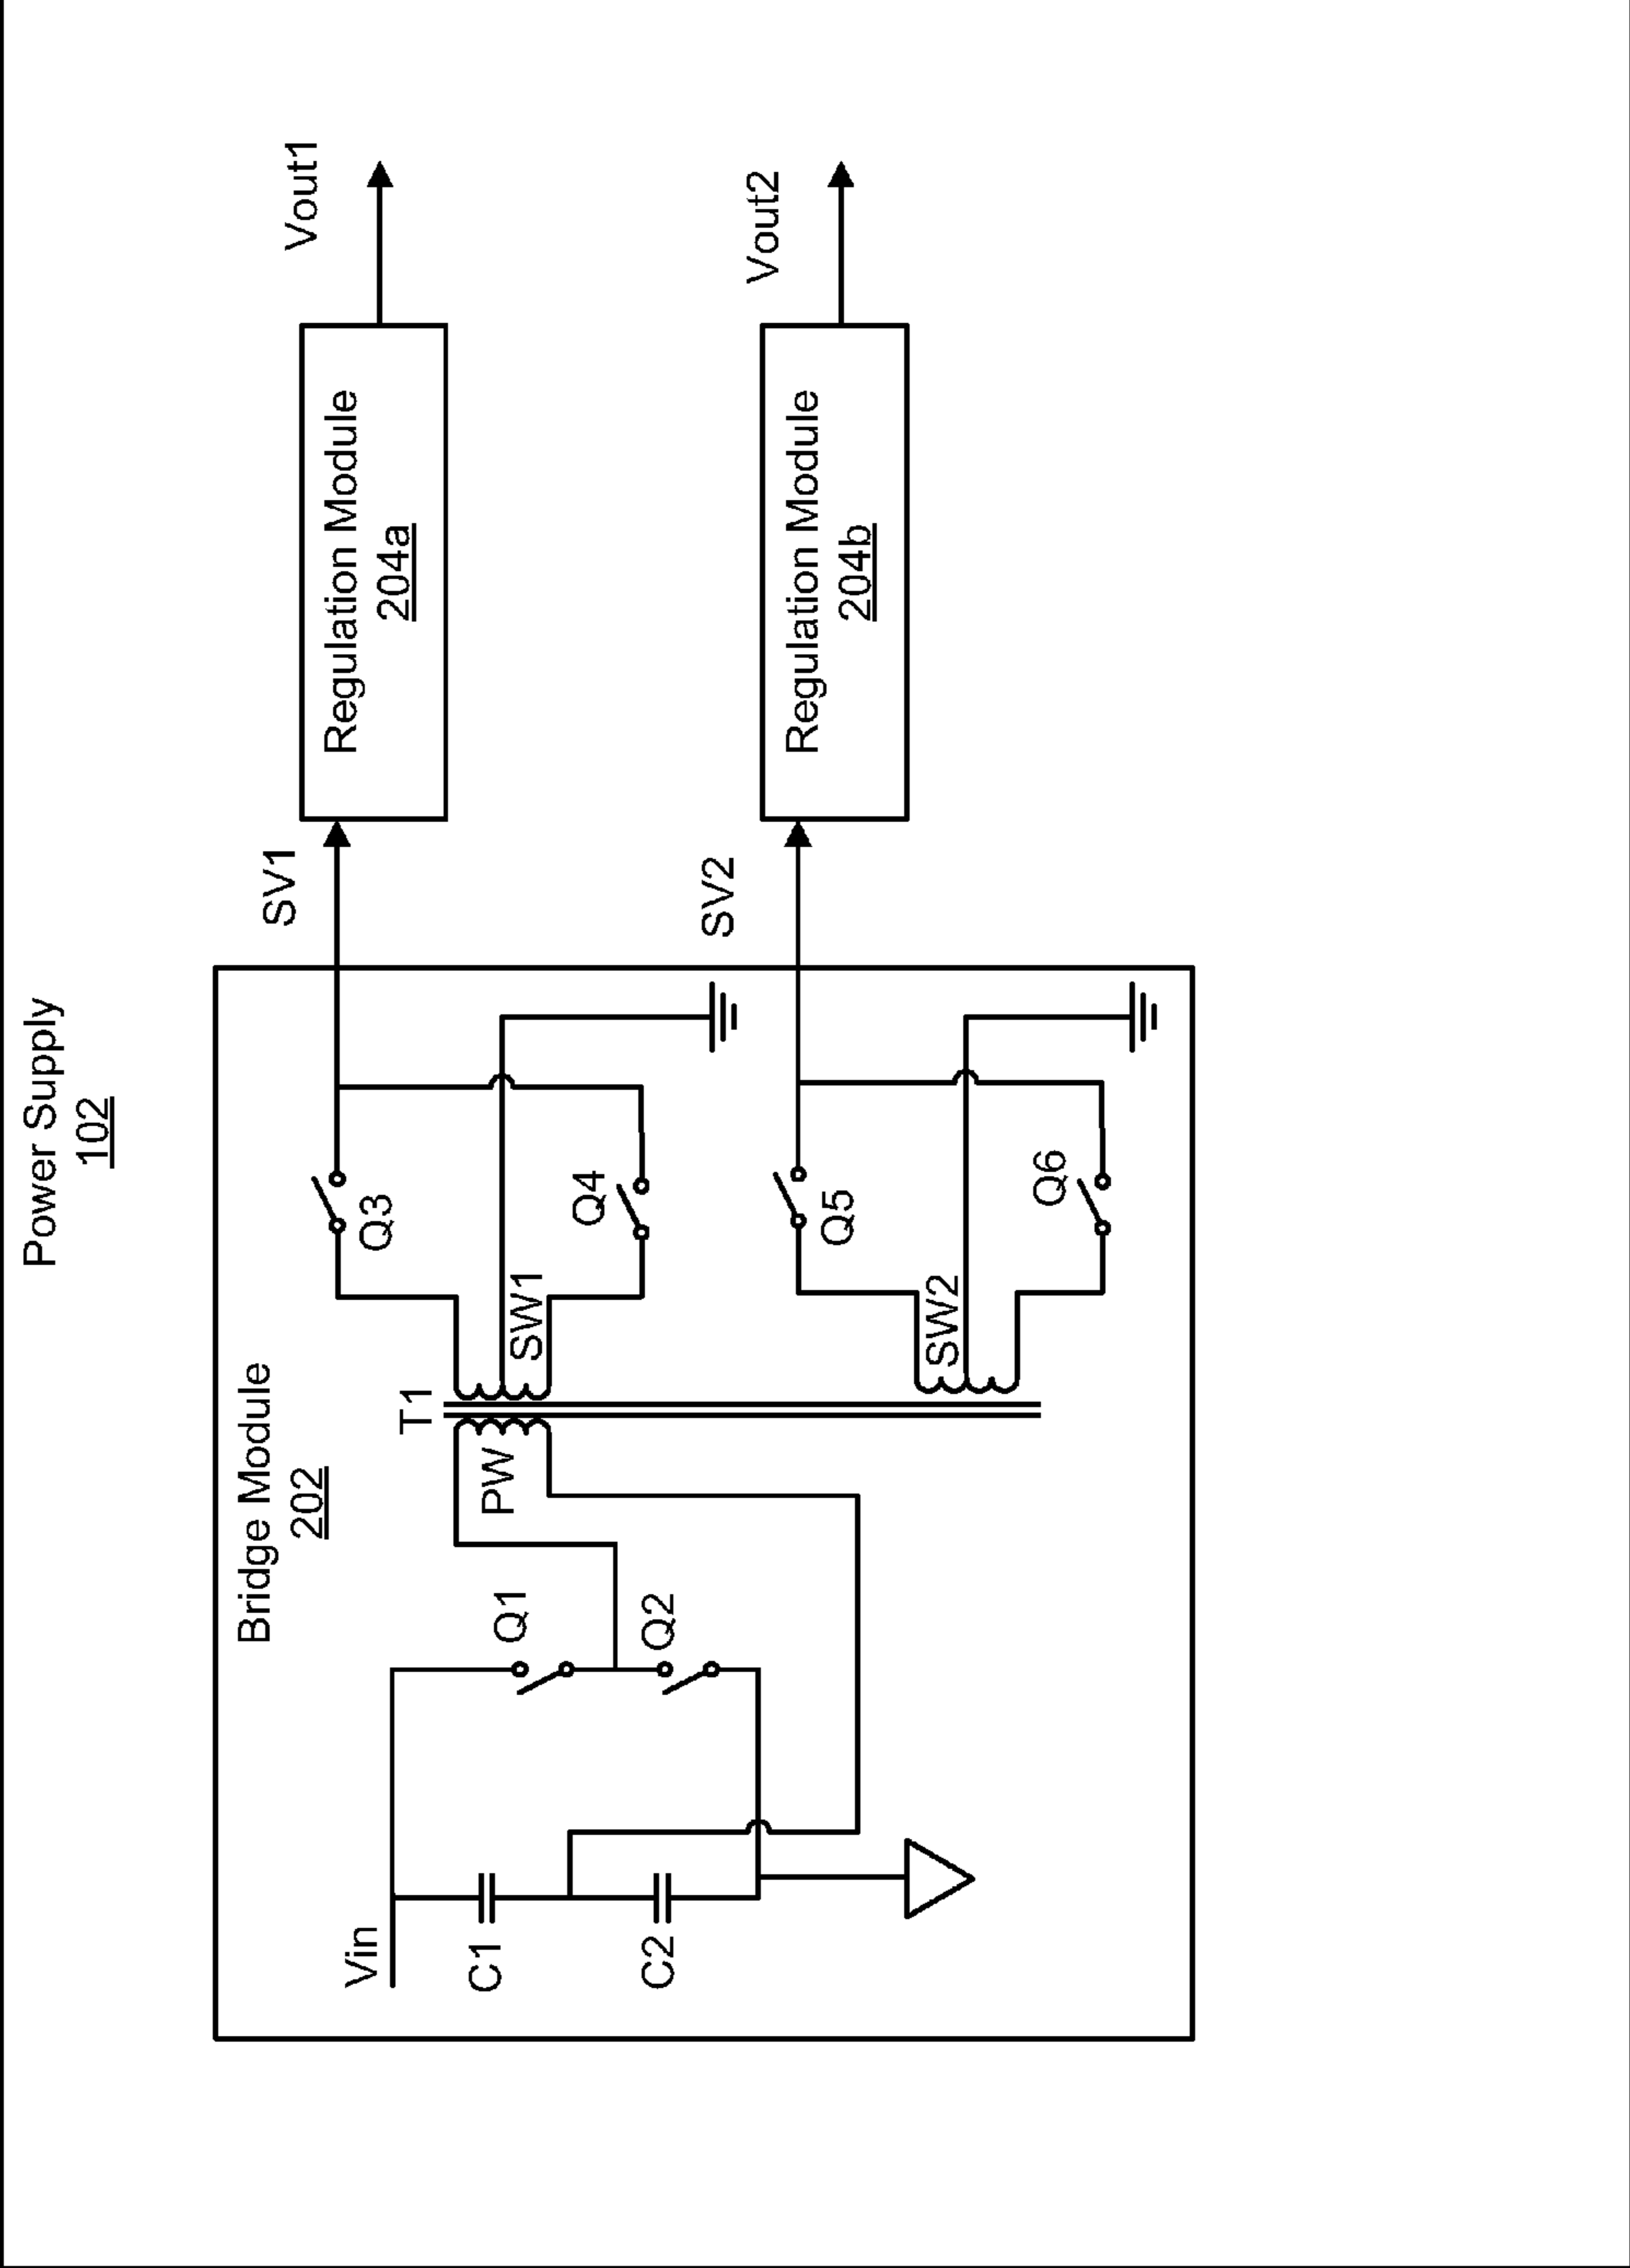 Power Supply
102
Bridge Module
202
Vin
C1
C2
Q1
Q2
PW
T1
SW1
SW2
Q3
Q4
Q5
Q6
SV1
SV2
Regulation Module
204a
Regulation Module
204b
Vout1
Vout2